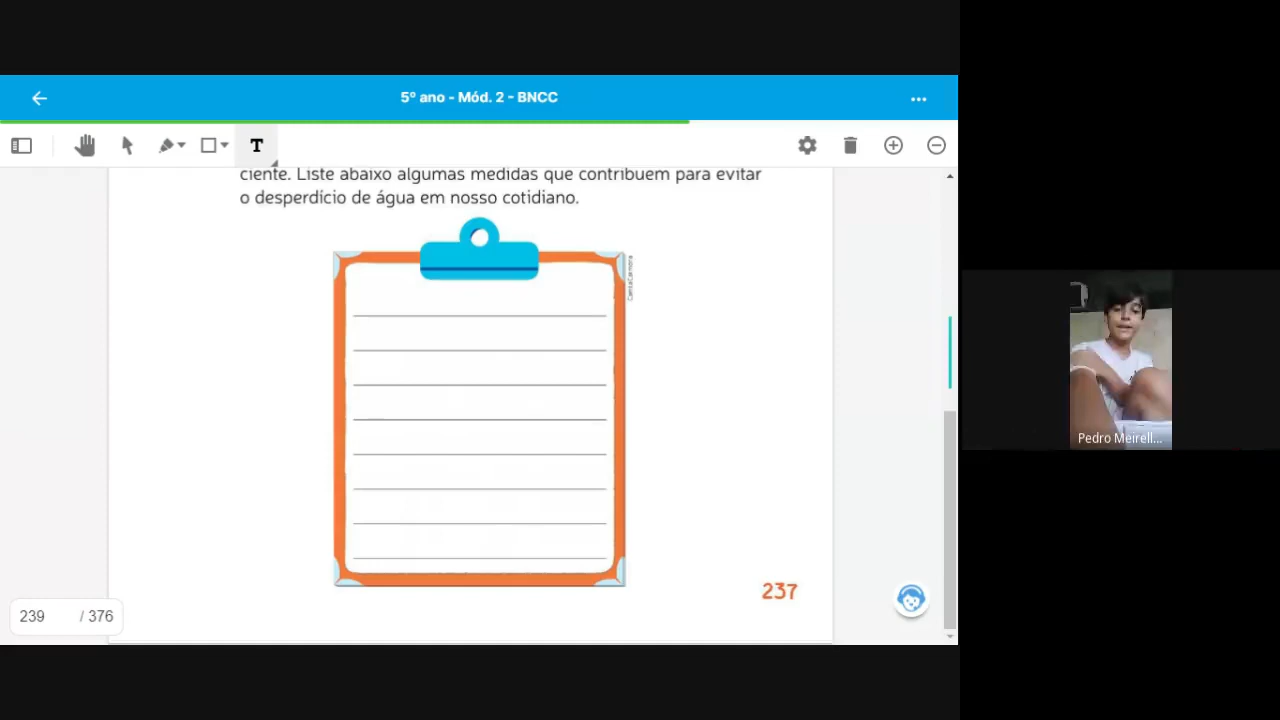 5º ano - Mód. 2 - BNCC
T
ciente. Liste abaixo algumas medidas que contribuem para evitar
o desperdício de água em nosso cotidiano.
237
239 / 376
Pedro Meirell...